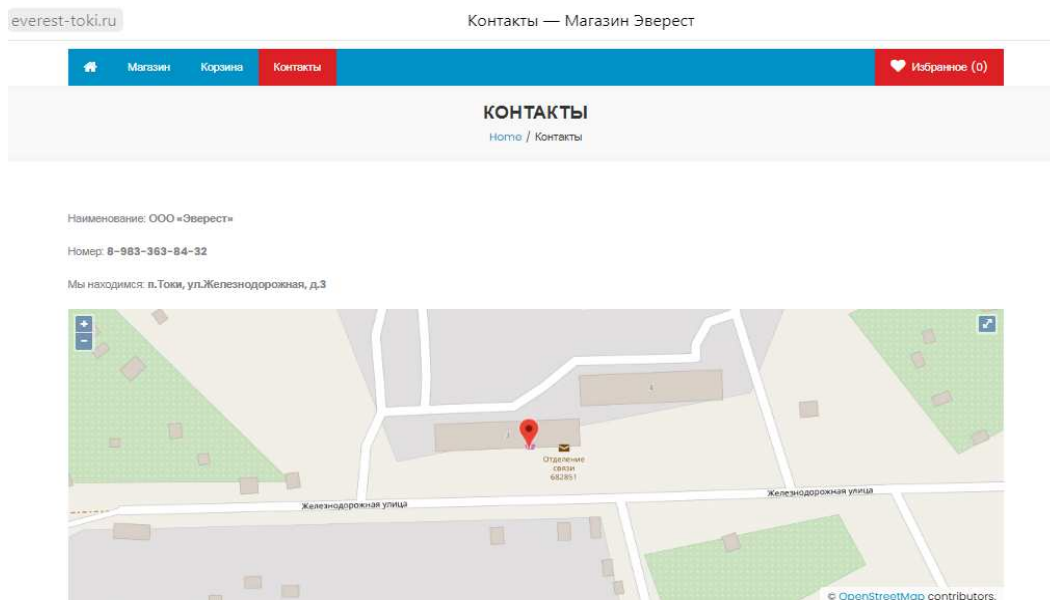 everest-toki.ru
Контакты — Магазин Эверест
Магазин Корзина Контакты Избранное (0)
КОНТАКТЫ
Home / Контакты
Наименование: ООО «Эверест»
Номер: 8-983-363-84-32
Мы находимся: п.Токи, ул.Железнодорожная, д.3
+
−
Отделение
связи
682851
Железнодорожная улица
Железнодорожная улица
© OpenStreetMap contributors.